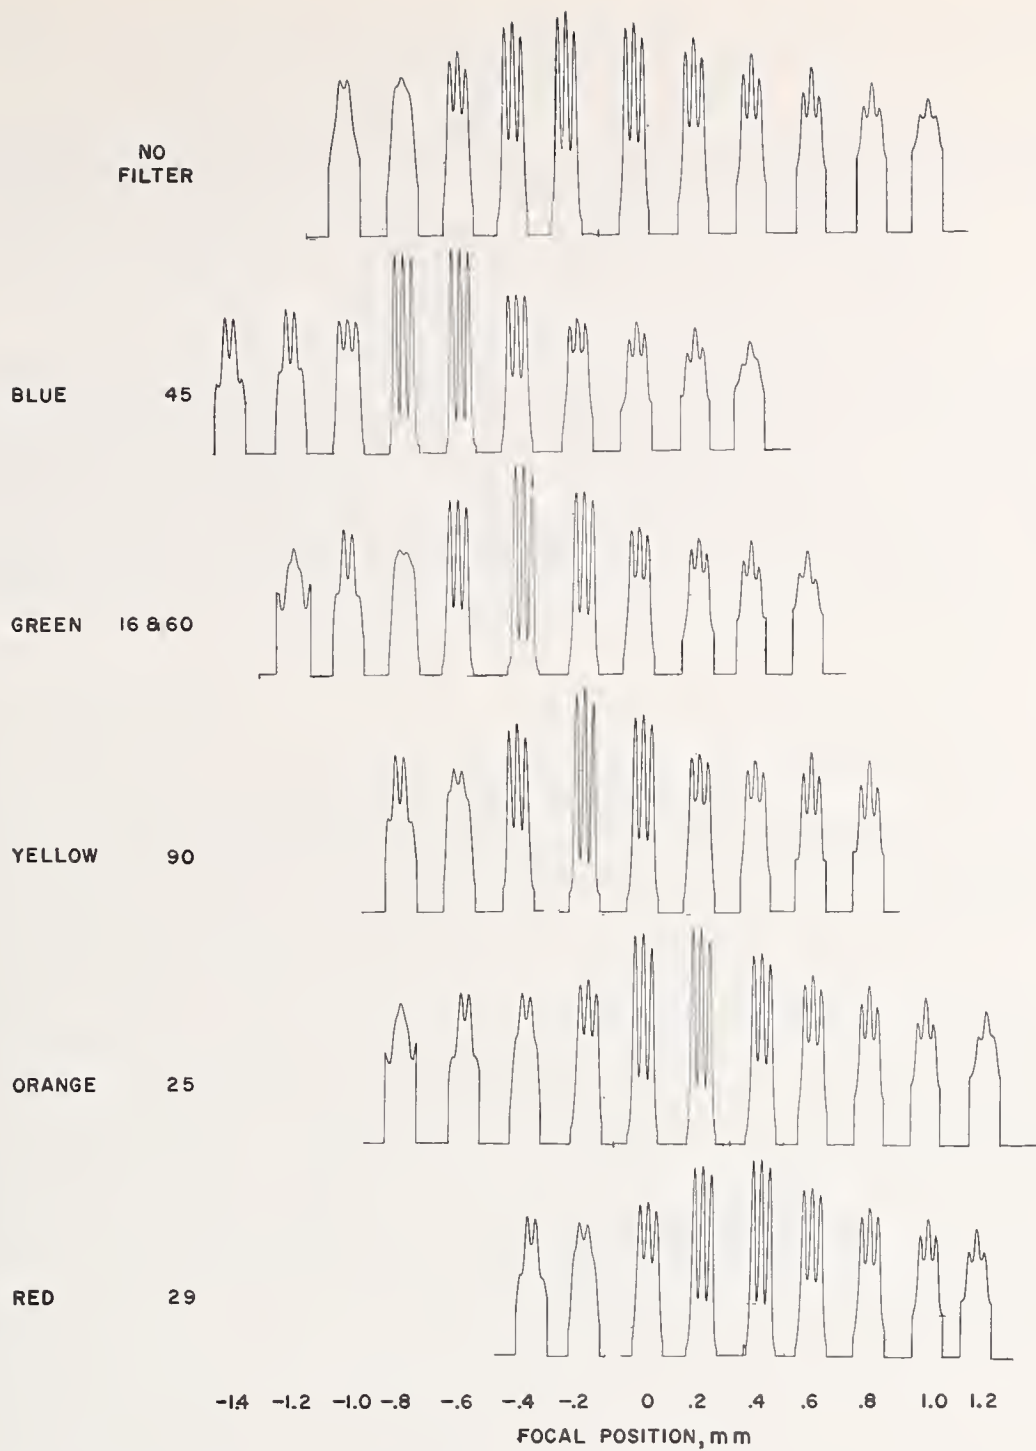 NO
FILTER
BLUE 45
GREEN 16 & 60
YELLOW 90
ORANGE 25
RED 29
-1.4 -1.2 -1.0 -.8 -.6 -.4 -.2 0 .2 .4 .6 .8 1.0 1.2
FOCAL POSITION, mm